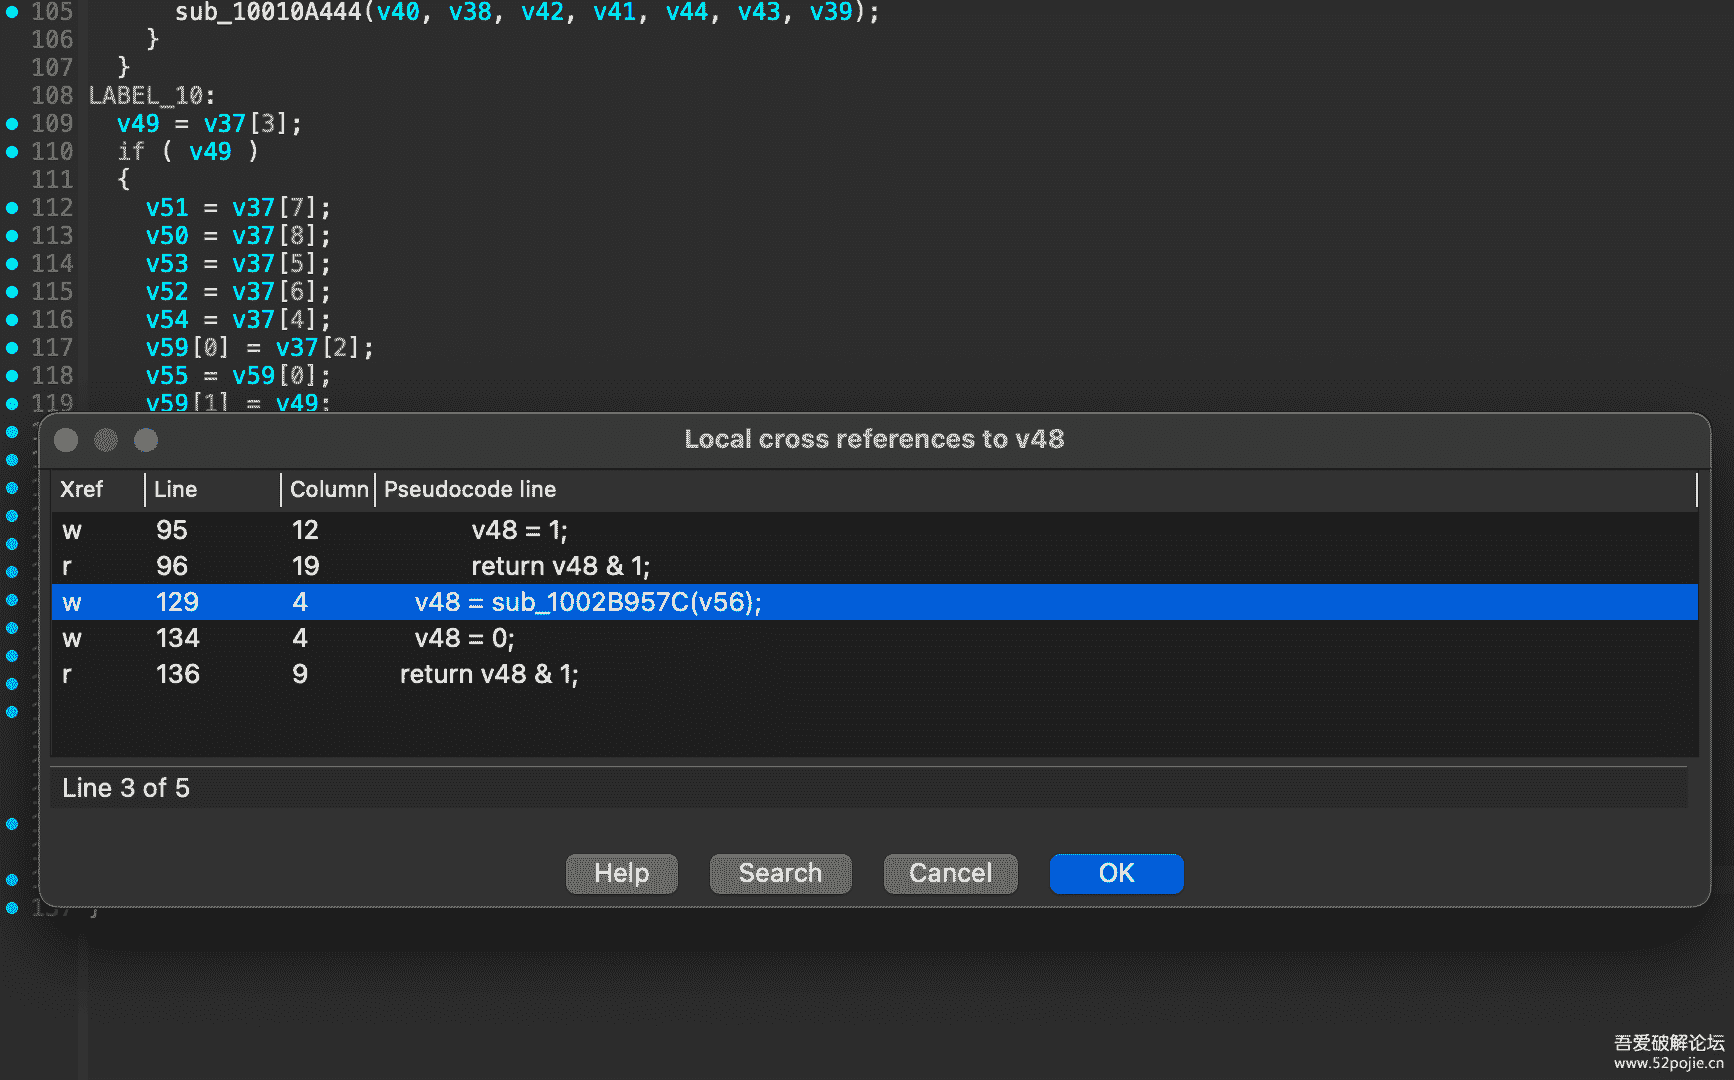 105 sub_10010A444(v40, v38, v42, v41, v44, v43, v39);
106 }
107 }
108 LABEL_10:
109 v49 = v37[3];
110 if ( v49 )
111 {
112 v51 = v37[7];
113 v50 = v37[8];
114 v53 = v37[5];
115 v52 = v37[6];
116 v54 = v37[4];
117 v59[0] = v37[2];
118 v55 = v59[0];
119 v59[1] = v49;
Local cross references to v48
Xref Line Column Pseudocode line
w 95 12 v48 = 1;
r 96 19 return v48 & 1;
w 129 4 v48 = sub_1002B957C(v56);
w 134 4 v48 = 0;
r 136 9 return v48 & 1;
Line 3 of 5
Help Search Cancel OK
137 }
吾爱破解论坛
www.52pojie.cn